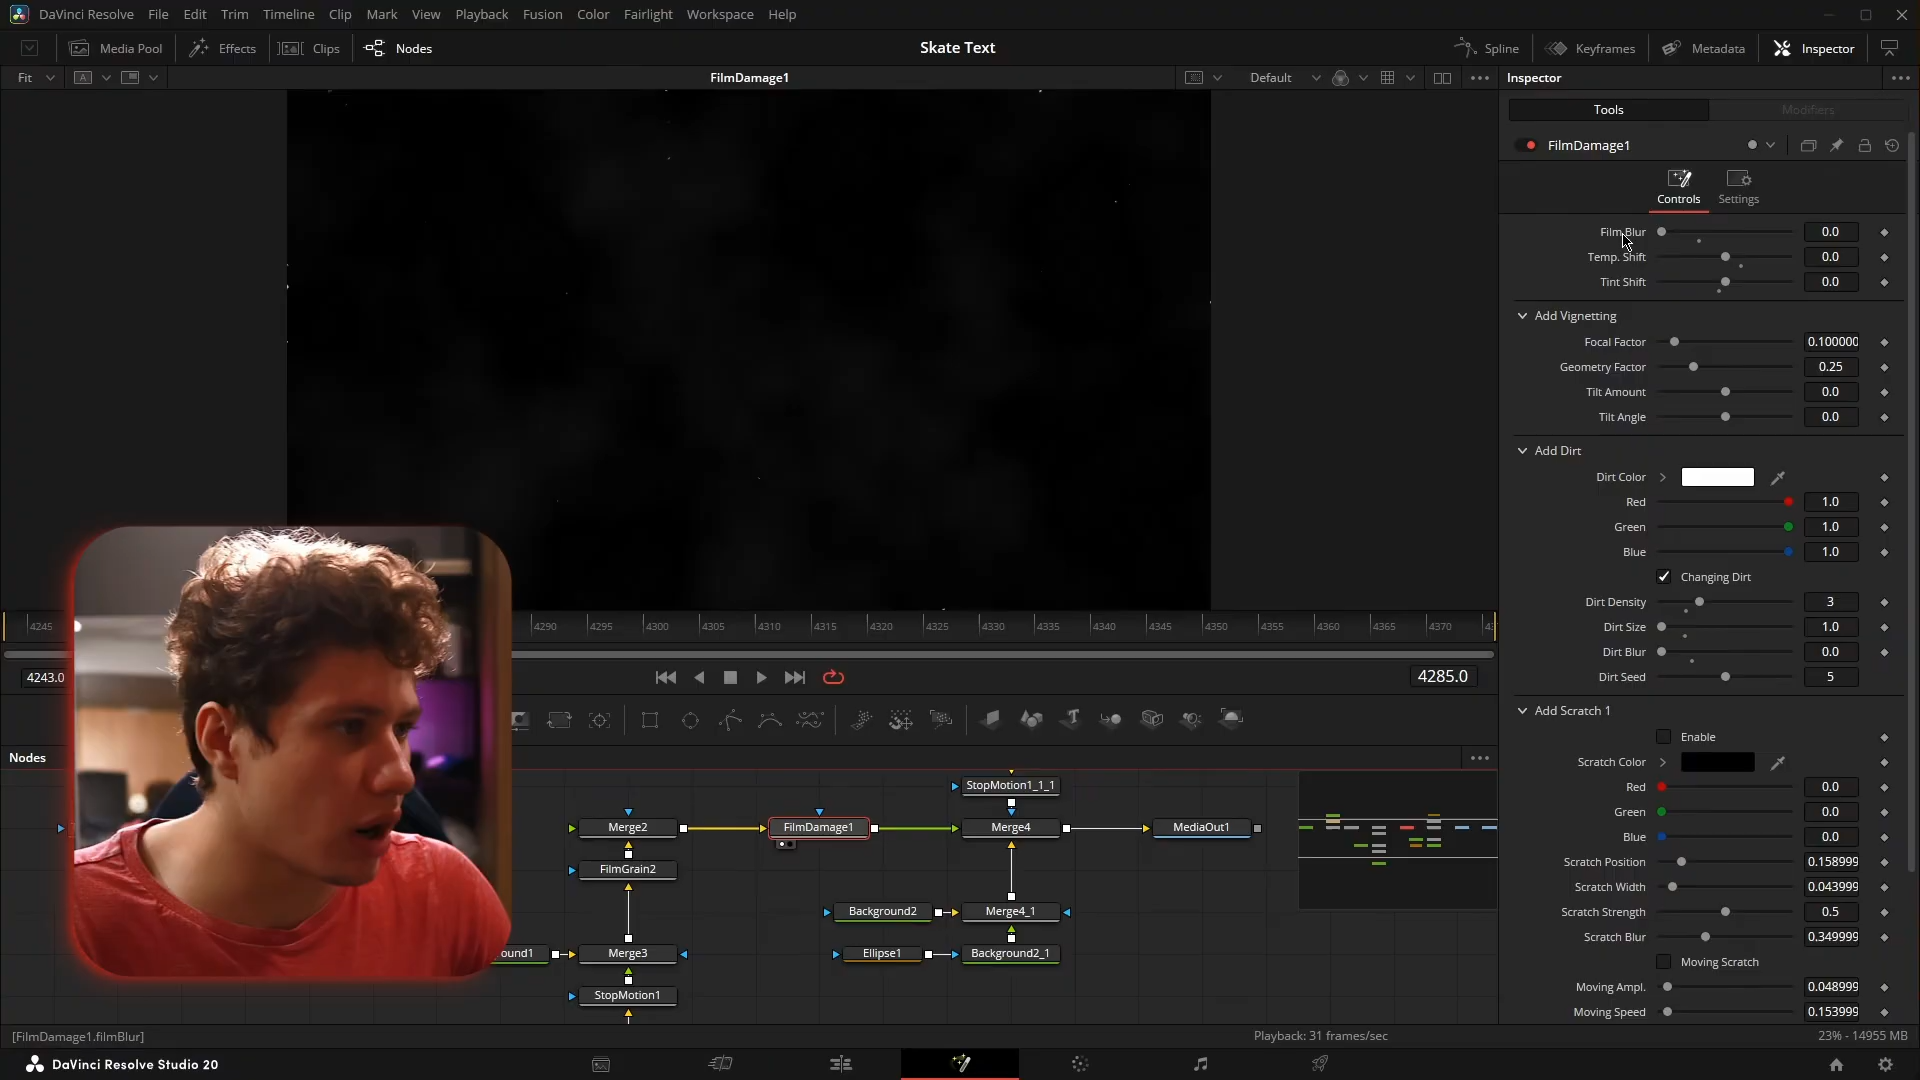 DaVinci Resolve File Edit Trim Timeline Clip Mark View Playback Fusion Color Fairlight Workspace Help
Media Pool Effects Clips Nodes Skate Text Spline Keyframes Metadata Inspector
Fit A FilmDamage1 Default Inspector
Tools Modifiers
FilmDamage1
Controls Settings
Film Blur 0.0
Temp. Shift 0.0
Tint Shift 0.0
Add Vignetting
Focal Factor 0.100000
Geometry Factor 0.25
Tilt Amount 0.0
Tilt Angle 0.0
Add Dirt
Dirt Color
Red 1.0
Green 1.0
Blue 1.0
Changing Dirt
Dirt Density 3
Dirt Size 1.0
Dirt Blur 0.0
Dirt Seed 5
Add Scratch 1
Enable
Scratch Color
Red 0.0
Green 0.0
Blue 0.0
Scratch Position 0.158999
Scratch Width 0.043999
Scratch Strength 0.5
Scratch Blur 0.349999
Moving Scratch
Moving Ampl. 0.048999
Moving Speed 0.153999
4245 4290 4295 4300 4305 4310 4315 4320 4325 4330 4335 4340 4345 4350 4355 4360 4365 4370
4243.0 4285.0
Nodes
StopMotion1_1_1
Merge2 FilmDamage1 Merge4 MediaOut1
FilmGrain2
Background2 Merge4_1
ound1 Merge3 Ellipse1 Background2_1
StopMotion1
[FilmDamage1.filmBlur] Playback: 31 frames/sec 23% - 14955 MB
DaVinci Resolve Studio 20